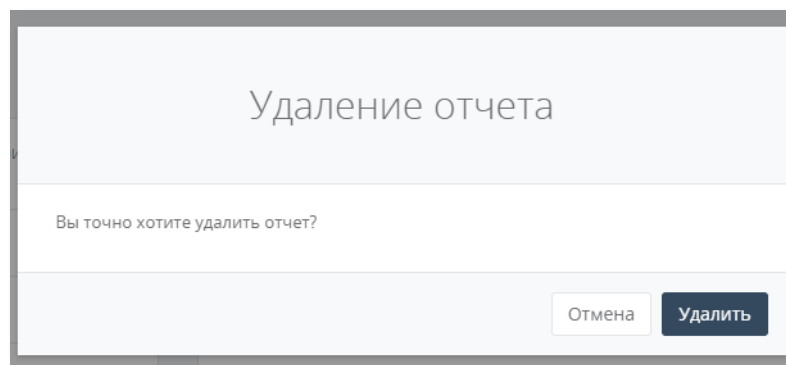 Удаление отчета
Вы точно хотите удалить отчет?
Отмена Удалить